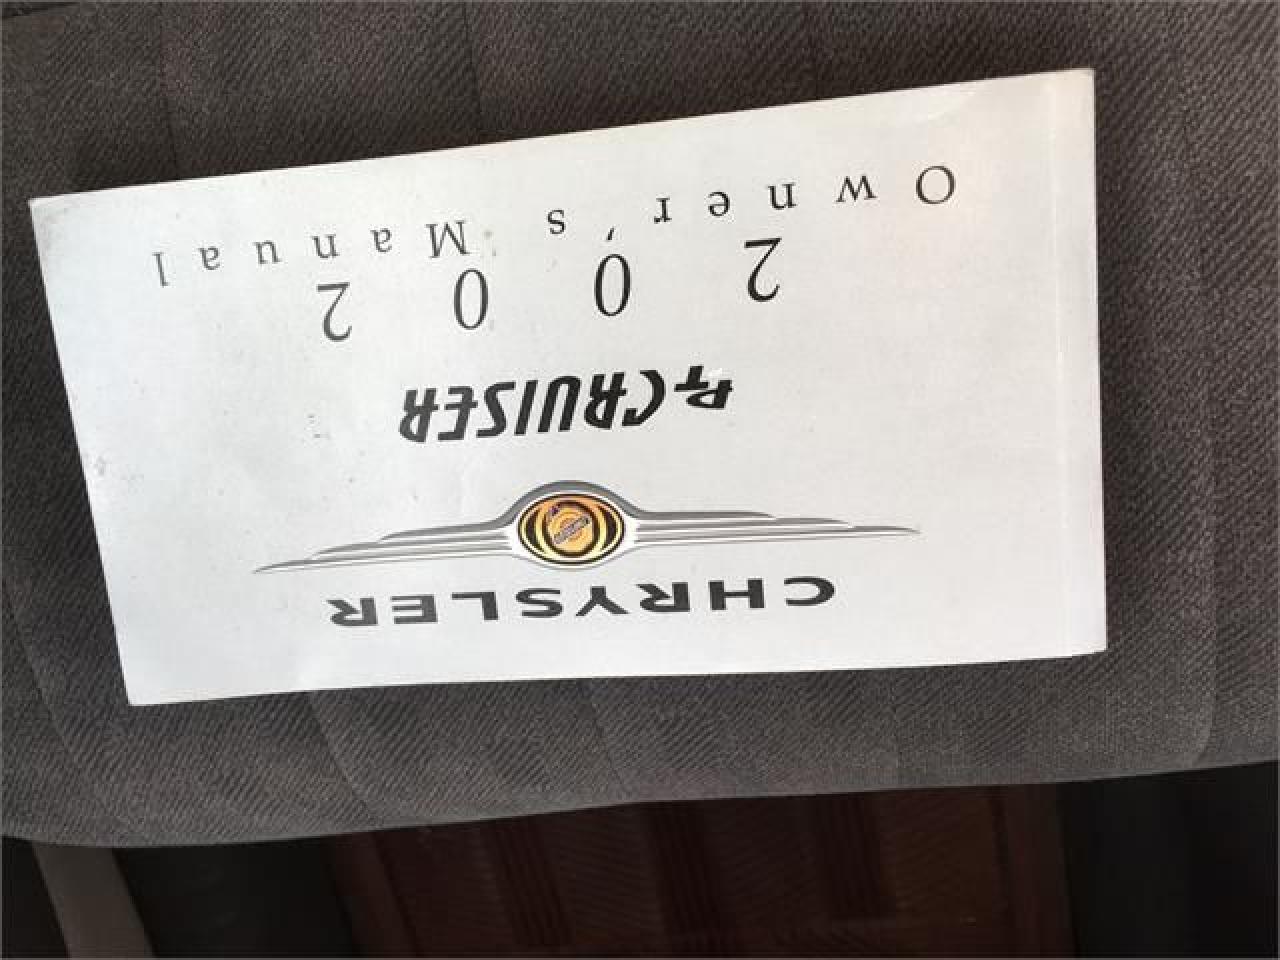 CHRYSLER
PT CRUISER
2002
Owner's Manual